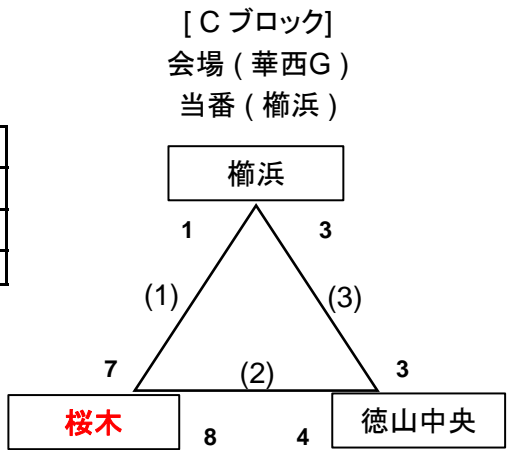 [ C ブロック]
会場 ( 華西G )
当番 ( 櫛浜 )
櫛浜
1 3
(1) (3)
7 (2) 3
桜木 8 4 徳山中央